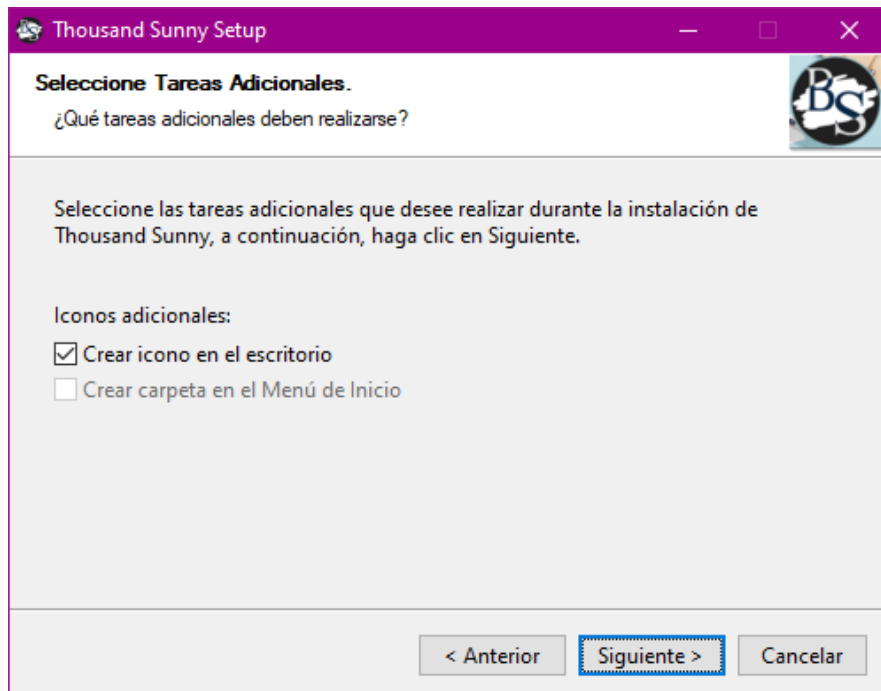 Thousand Sunny Setup
Seleccione Tareas Adicionales.
¿Qué tareas adicionales deben realizarse?
BS
Seleccione las tareas adicionales que desee realizar durante la instalación de
Thousand Sunny, a continuación, haga clic en Siguiente.
Iconos adicionales:
Crear icono en el escritorio
Crear carpeta en el Menú de Inicio
< Anterior
Siguiente >
Cancelar